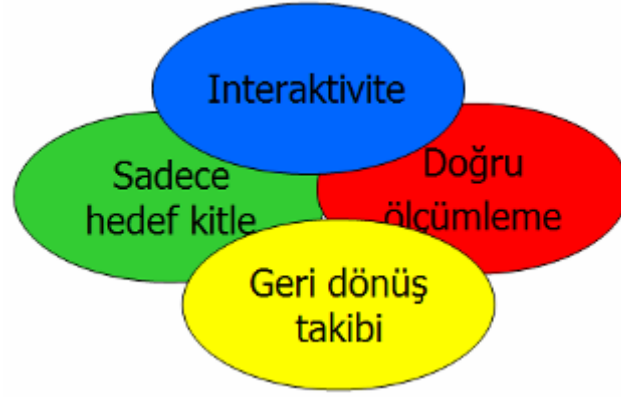 Interaktivite
Sadece
hedef kitle
Doğru
ölçümleme
Geri dönüş
takibi